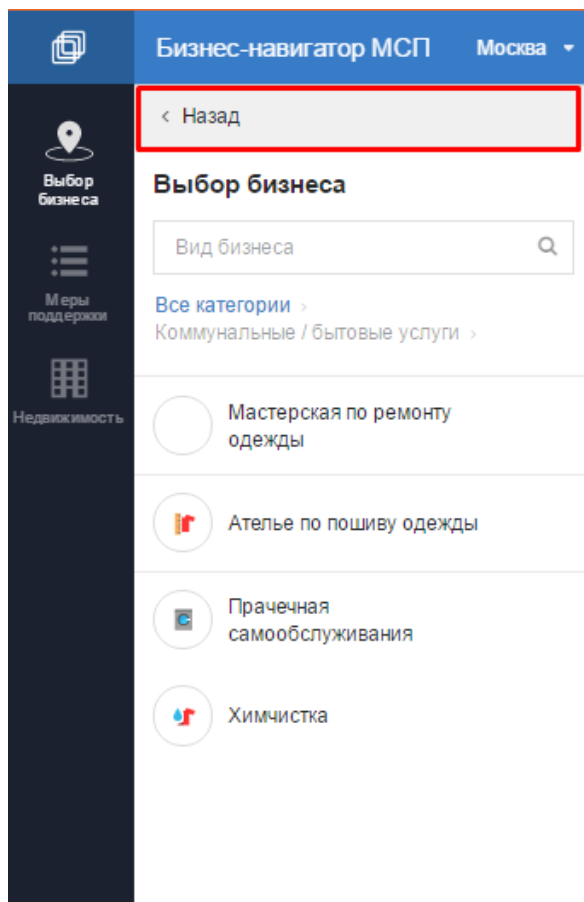 Бизнес-навигатор МСП Москва
< Назад
Выбор
бизнеса
Выбор бизнеса
Вид бизнеса
Меры
поддержки
Все категории >
Коммунальные / бытовые услуги >
Недвижимость
Мастерская по ремонту
одежды
Ателье по пошиву одежды
Прачечная
самообслуживания
Химчистка